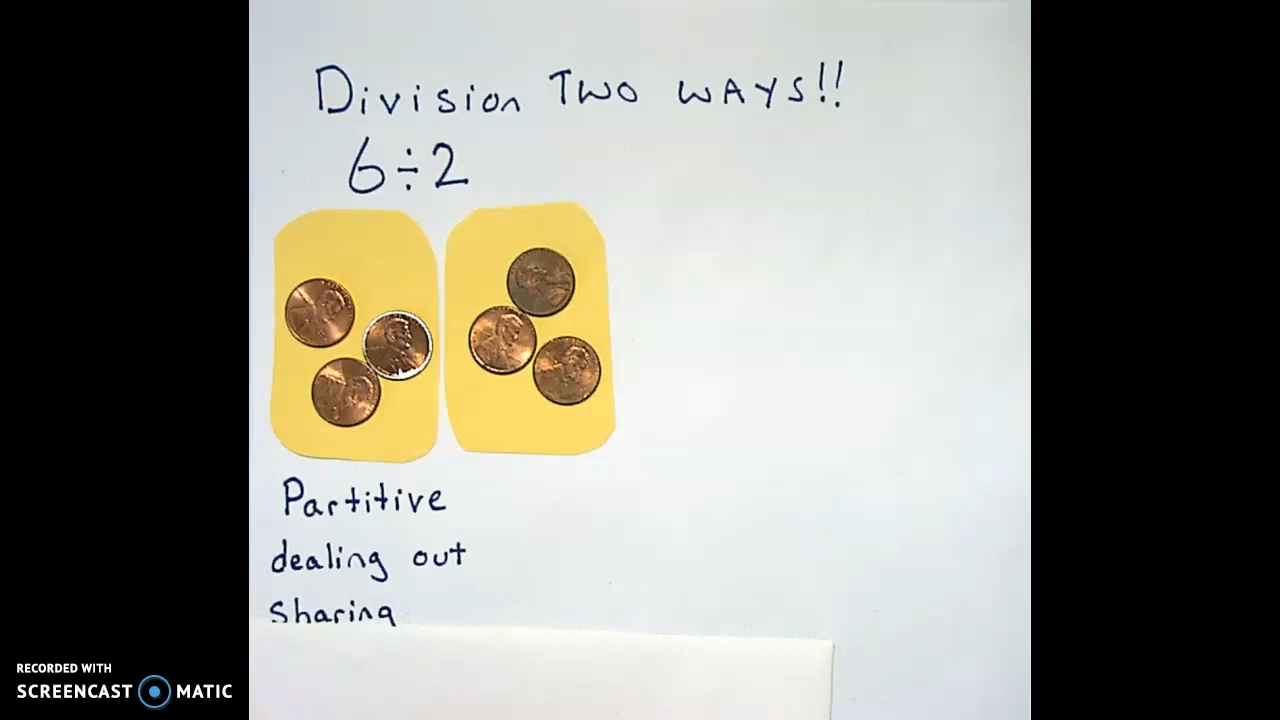 Division TWO WAYS!!
6÷2
Partitive
dealing out
sharing
RECORDED WITH
SCREENCAST MATIC